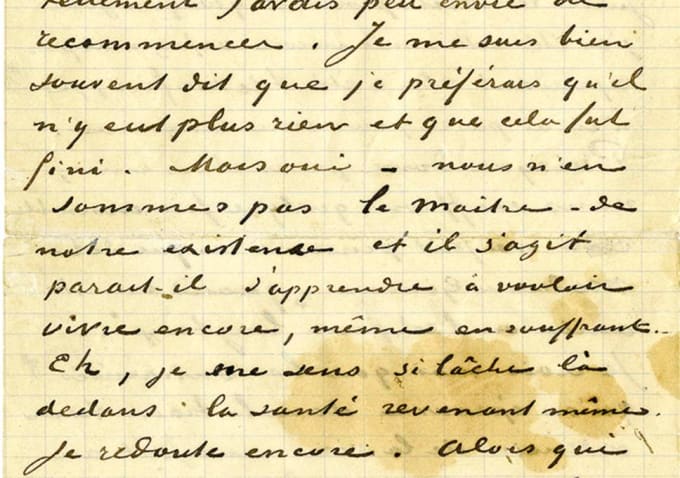 j'avais peu envie de
recommencer. Je me suis bien
souvent dit que je préférais qu'il
n'y eut plus rien et que cela fut
fini. Mais oui – nous n'en
sommes pas le maître – de
notre existence et il s'agit
parait-il s'apprendre à vouloir
vivre encore, même en souffrant..
Eh, je me sens si lâche là
dedans la santé revenant même.
Je redoute encore. Alors qui